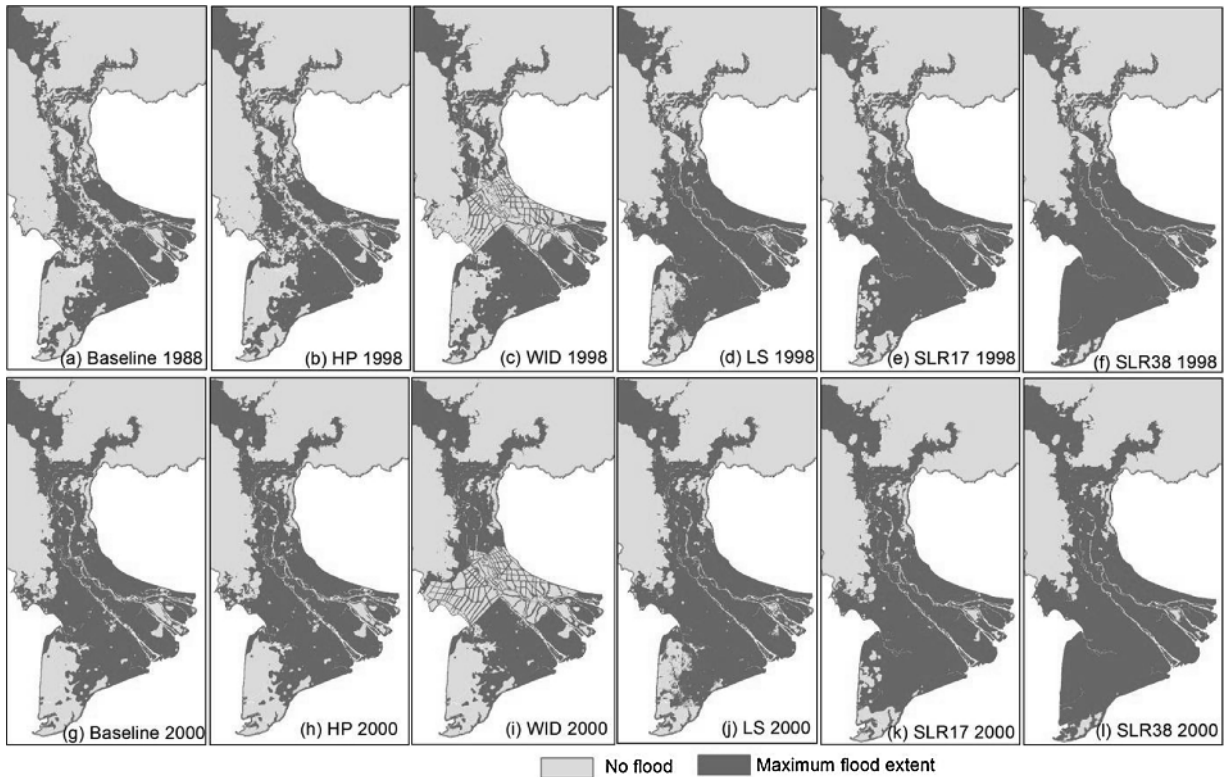 (a) Baseline 1988
(b) HP 1998
(c) WID 1998
(d) LS 1998
(e) SLR17 1998
(f) SLR38 1998
(g) Baseline 2000
(h) HP 2000
(i) WID 2000
(j) LS 2000
(k) SLR17 2000
(l) SLR38 2000
No flood
Maximum flood extent